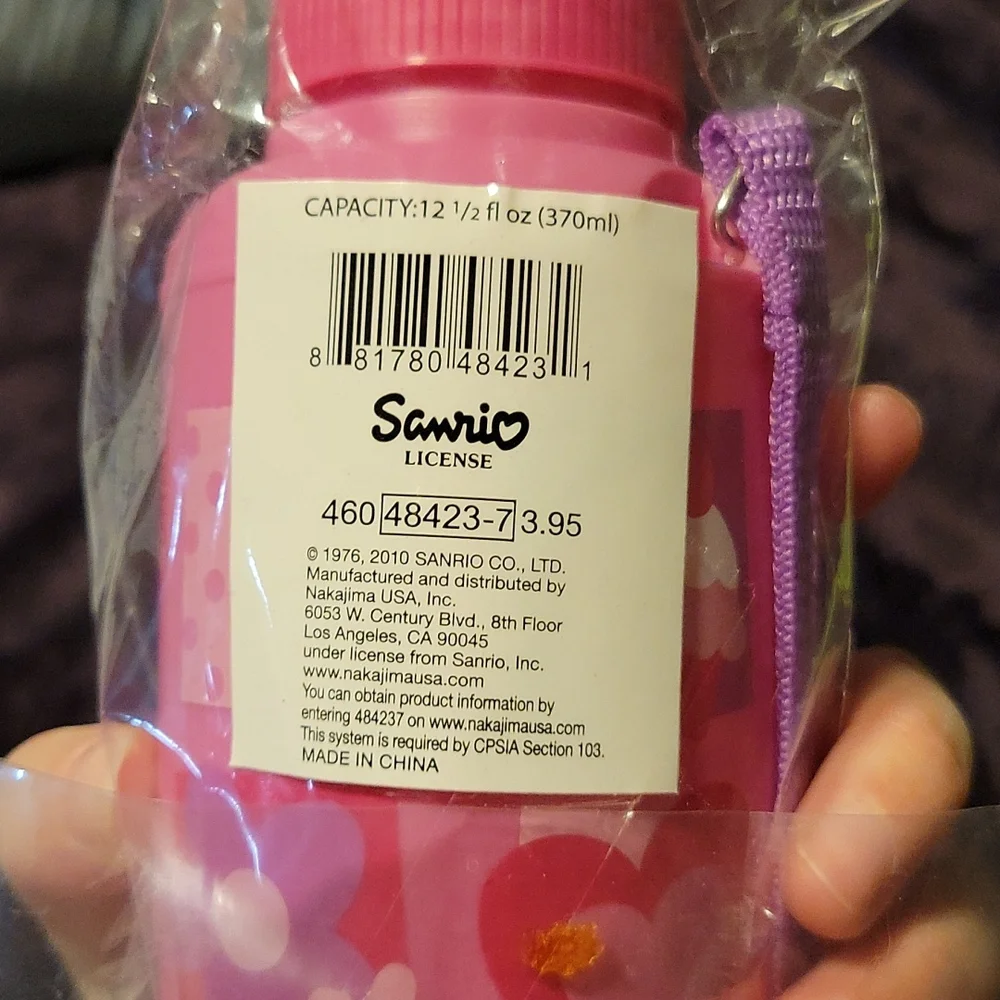 CAPACITY:12 1/2 fl oz (370ml)
8 81780 48423 1
Sanrio
LICENSE
460 48423-7 3.95
© 1976, 2010 SANRIO CO., LTD.
Manufactured and distributed by
Nakajima USA, Inc.
6053 W. Century Blvd., 8th Floor
Los Angeles, CA 90045
under license from Sanrio, Inc.
www.nakajimausa.com
You can obtain product information by
entering 484237 on www.nakajimausa.com
This system is required by CPSIA Section 103.
MADE IN CHINA